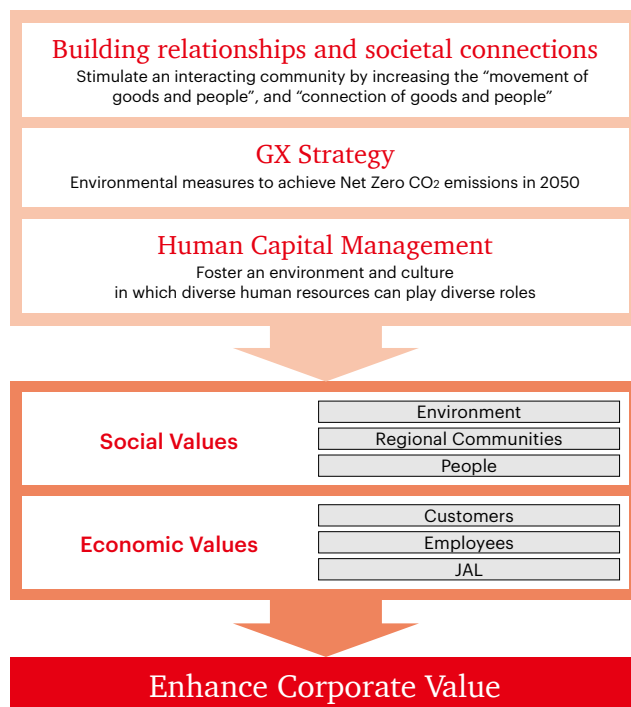 Building relationships and societal connections
Stimulate an interacting community by increasing the “movement of
goods and people”, and “connection of goods and people”
GX Strategy
Environmental measures to achieve Net Zero CO2 emissions in 2050
Human Capital Management
Foster an environment and culture
in which diverse human resources can play diverse roles
Social Values
Environment
Regional Communities
People
Economic Values
Customers
Employees
JAL
Enhance Corporate Value